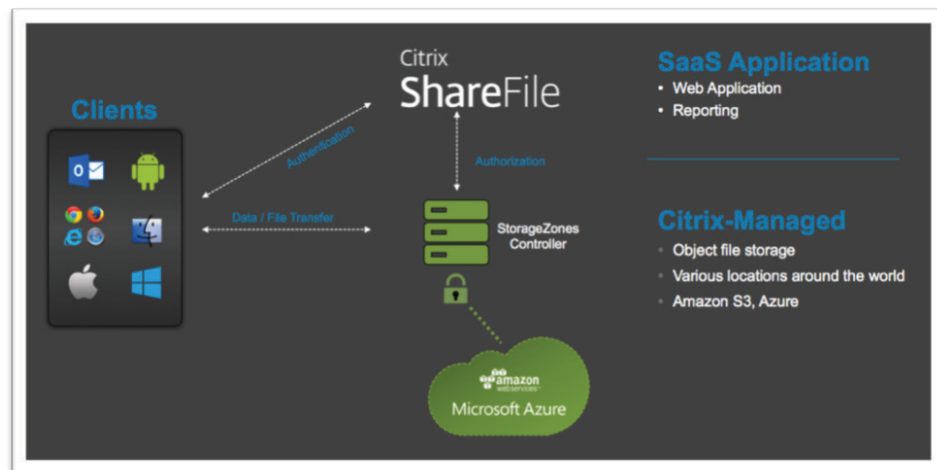 Citrix
ShareFile
SaaS Application
• Web Application
• Reporting
Clients
Authentication
Authorization
Data / File Transfer
StorageZones
Controller
Citrix-Managed
• Object file storage
• Various locations around the world
• Amazon S3, Azure
amazon
web services™
Microsoft Azure